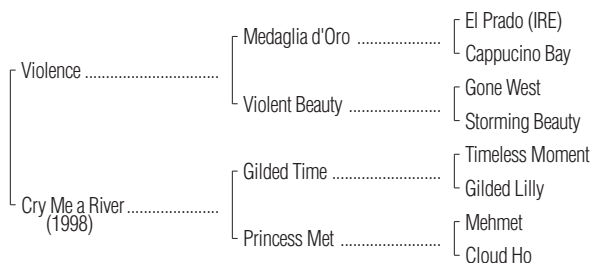 El Prado (IRE)
Medaglia d'Oro
Cappucino Bay
Violence
Gone West
Violent Beauty
Storming Beauty
Timeless Moment
Gilded Time
Gilded Lilly
Cry Me a River
(1998)
Mehmet
Princess Met
Cloud Ho